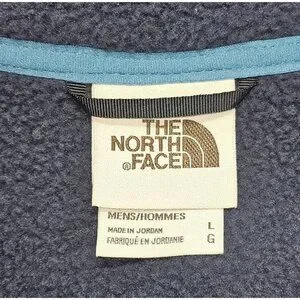 THE
NORTH
®FACE
MENS/HOMMES
MADE IN JORDAN L
FABRIQUÉ EN JORDANIE G